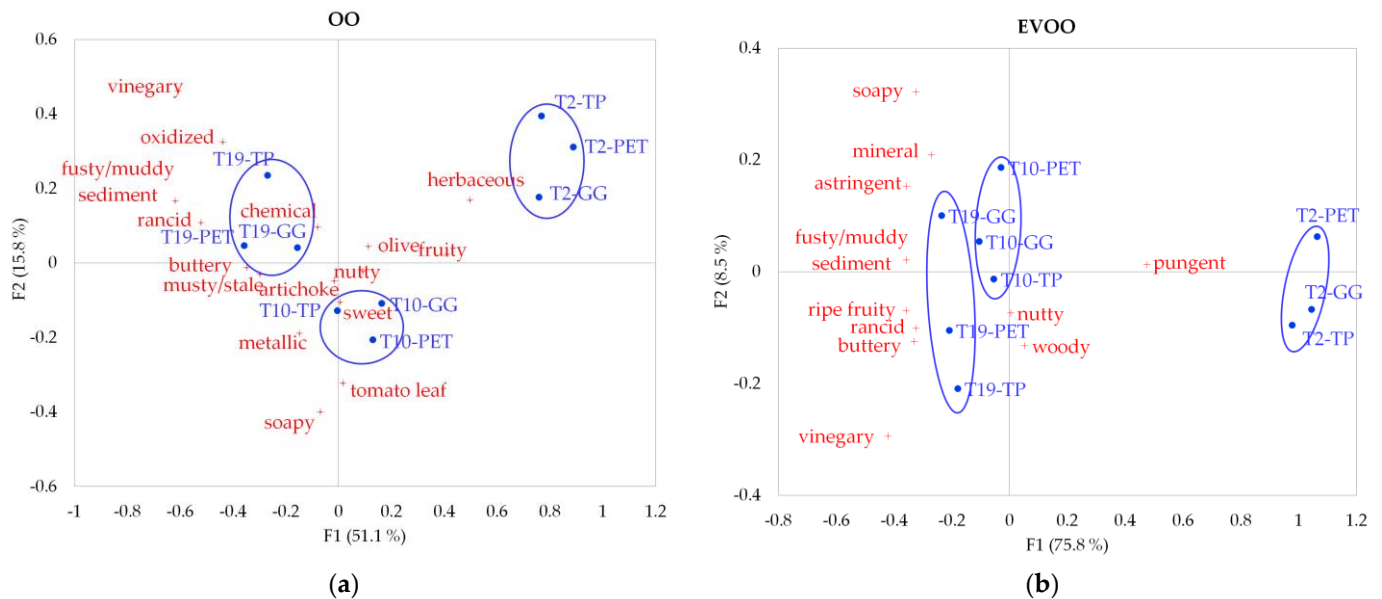 OO
0.6
0.4
0.2
0
-0.2
-0.4
-0.6
F2 (15.8 %)
vinegary
oxidized
T19-TP
fusty/muddy
sediment
rancid
chemical
T19-PET
T19-GG
buttery
musty/stale
T2-TP
T2-PET
herbaceous
T2-GG
olive fruity
nutty
artichoke
T10-TP
T10-GG
sweet
T10-PET
metallic
tomato leaf
soapy
-1
-0.8
-0.6
-0.4
-0.2
0
0.2
0.4
0.6
0.8
1
1.2
F1 (51.1 %)
(a)
EVOO
0.4
0.2
0
-0.2
-0.4
F2 (8.5 %)
soapy
mineral
T10-PET
astringent
T19-GG
T2-PET
fusty/muddy
T10-GG
sediment
pungent
T10-TP
T2-GG
ripe fruity
nutty
rancid
T19-PET
T2-TP
buttery
woody
T19-TP
vinegary
-0.8
-0.6
-0.4
-0.2
0
0.2
0.4
0.6
0.8
1
1.2
F1 (75.8 %)
(b)